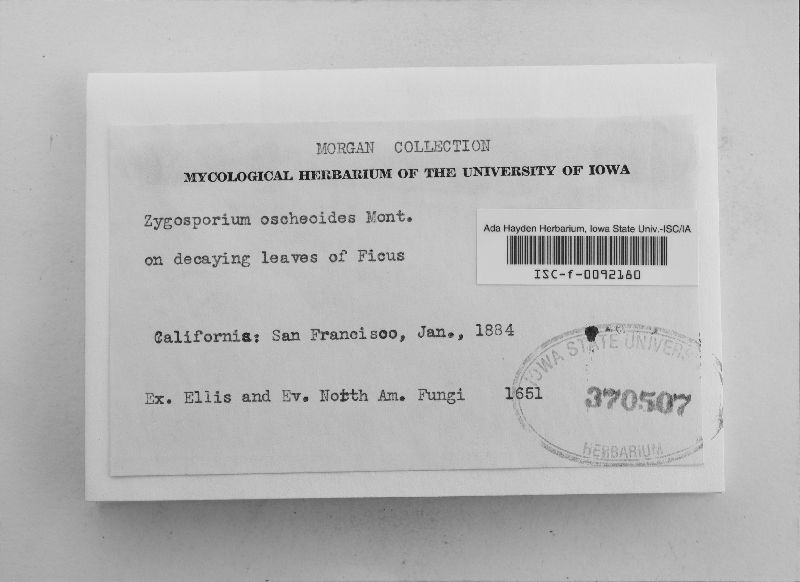 MORGAN COLLECTION
MYCOLOGICAL HERBARIUM OF THE UNIVERSITY OF IOWA
Zygosporium oscheoides Mont.
on decaying leaves of Ficus
Ada Hayden Herbarium, Iowa State Univ.-ISC/IA
ISC-f-0092180
California: San Francisco, Jan., 1884
Ex. Ellis and Ev. North Am. Fungi 1651
IOWA STATE UNIVERS
370507
HERBARIUM